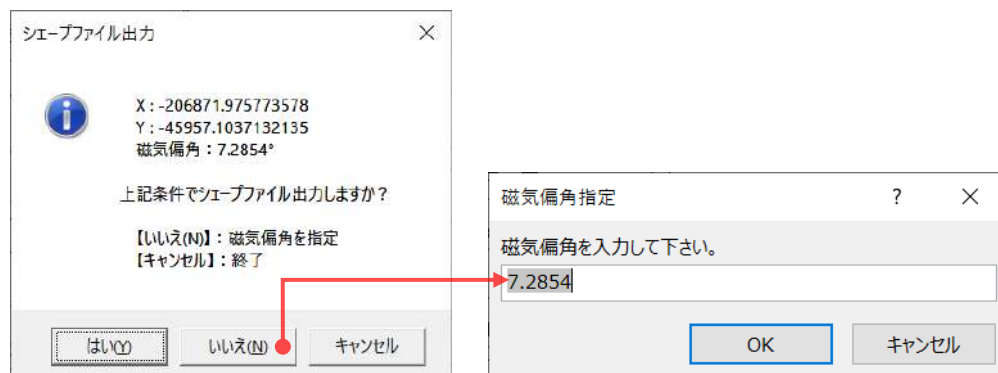 シェープファイル出力
X : -206871.975773578
Y : -45957.1037132135
磁気偏角 : 7.2854°
上記条件でシェープファイル出力しますか？
【いいえ(N)】: 磁気偏角を指定
【キャンセル】: 終了
はい(Y)
いいえ(N)
キャンセル
磁気偏角指定
?
磁気偏角を入力して下さい。
7.2854
OK
キャンセル